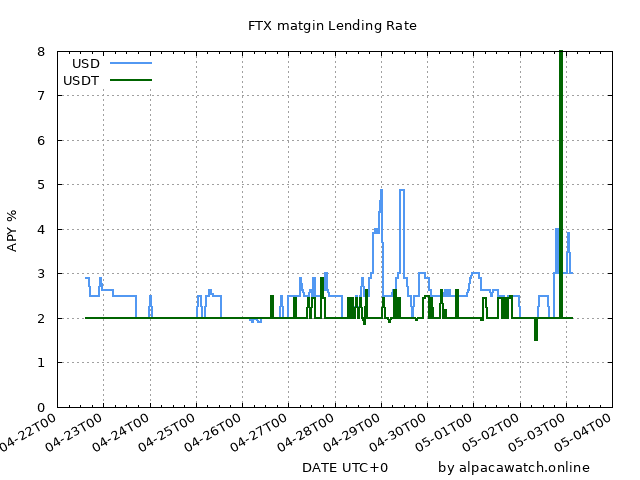 FTX matgin Lending Rate
USD
USDT
8
7
6
5
4
3
2
1
0
APY %
04-22T00
04-23T00
04-24T00
04-25T00
04-26T00
04-27T00
04-28T00
04-29T00
04-30T00
05-01T00
05-02T00
05-03T00
05-04T00
DATE UTC+0
by alpacawatch.online